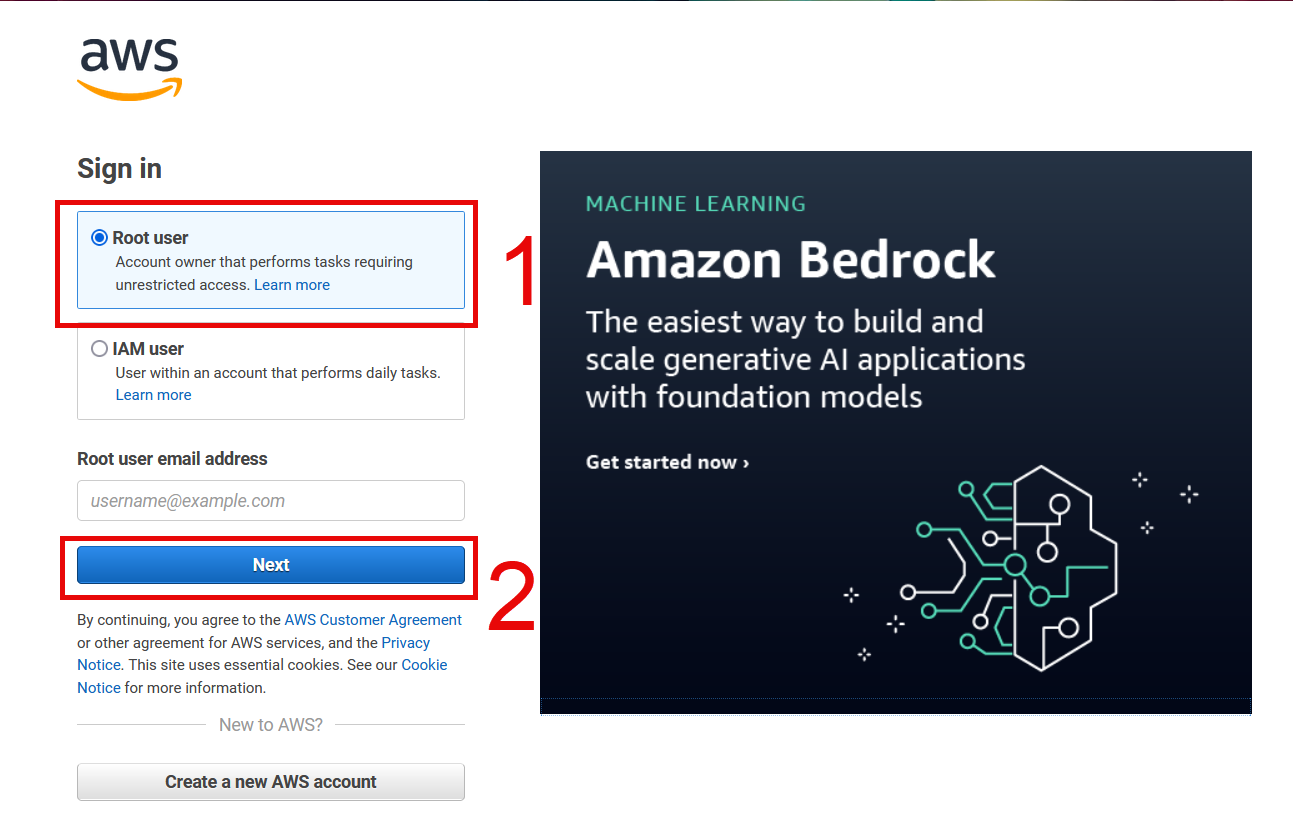 aws
Sign in
Root user
Account owner that performs tasks requiring
unrestricted access. Learn more
1
IAM user
User within an account that performs daily tasks.
Learn more
Root user email address
username@example.com
Next
2
By continuing, you agree to the AWS Customer Agreement
or other agreement for AWS services, and the Privacy
Notice. This site uses essential cookies. See our Cookie
Notice for more information.
New to AWS?
Create a new AWS account
MACHINE LEARNING
Amazon Bedrock
The easiest way to build and
scale generative AI applications
with foundation models
Get started now ›